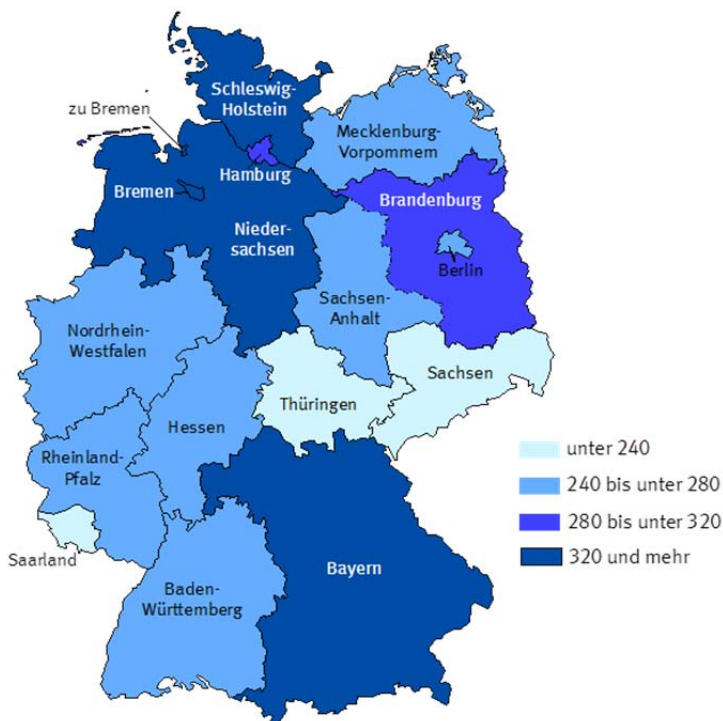 Schleswig-
Holstein
zu Bremen
Mecklenburg-
Vorpommern
Hamburg
Bremen
Brandenburg
Nieder-
sachsen
Berlin
Sachsen-
Anhalt
Nordrhein-
Westfalen
Sachsen
Thüringen
Hessen
Rheinland-
Pfalz
Saarland
Baden-
Württemberg
Bayern
unter 240
240 bis unter 280
280 bis unter 320
320 und mehr